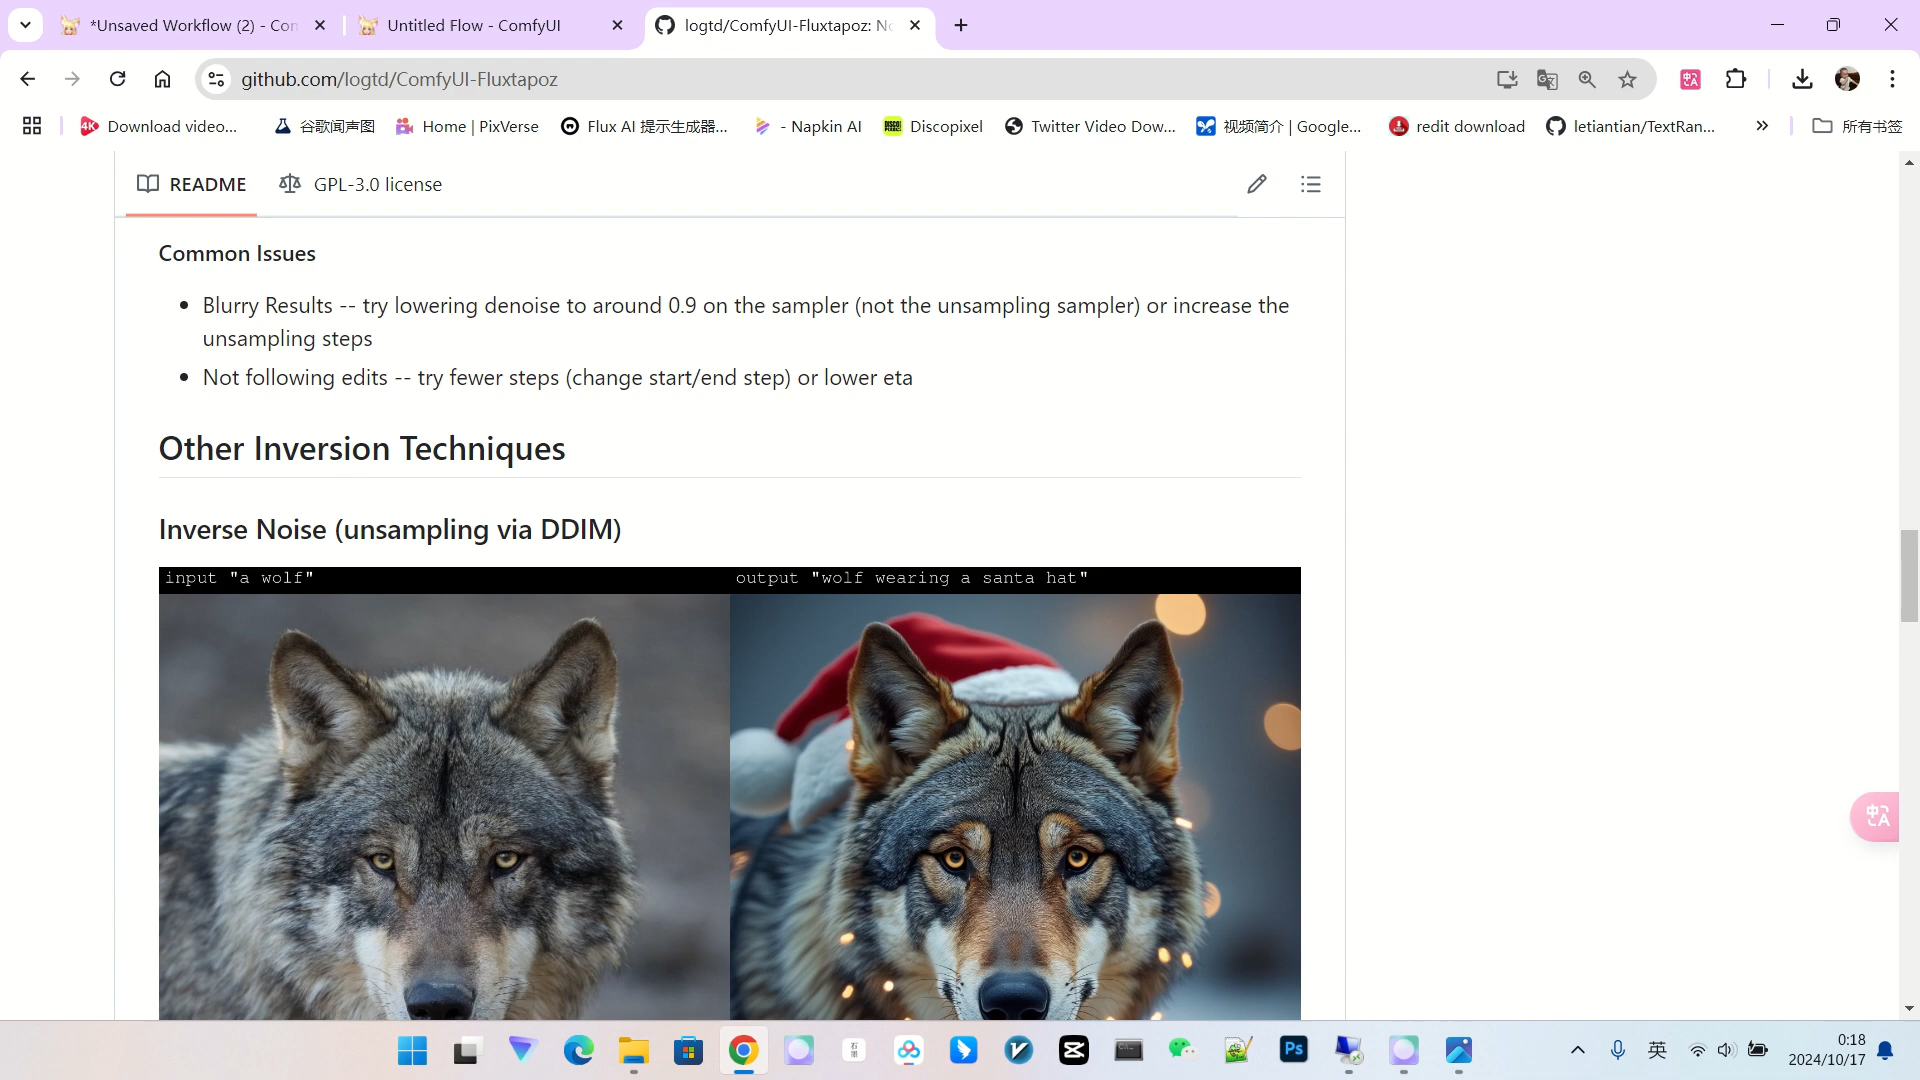 *Unsaved Workflow (2) - Con
Untitled Flow - ComfyUI
logtd/ComfyUI-Fluxtapoz: No
github.com/logtd/ComfyUI-Fluxtapoz
4K Download video...
谷歌闻声图
Home | PixVerse
Flux AI 提示生成器...
- Napkin AI
Discopixel
Twitter Video Dow...
视频简介 | Google...
redit download
letiantian/TextRan...
所有书签
README
GPL-3.0 license
Common Issues
Blurry Results -- try lowering denoise to around 0.9 on the sampler (not the unsampling sampler) or increase the
unsampling steps
Not following edits -- try fewer steps (change start/end step) or lower eta
Other Inversion Techniques
Inverse Noise (unsampling via DDIM)
input "a wolf"
output "wolf wearing a santa hat"
中A
Ps
英
0:18
2024/10/17